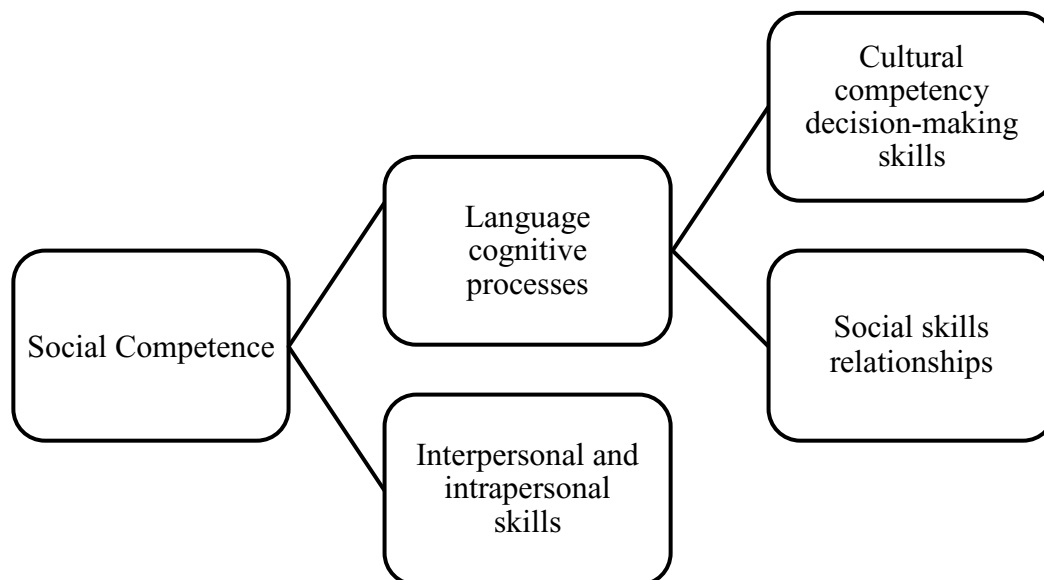 Social Competence
Language
cognitive
processes
Interpersonal and
intrapersonal
skills
Cultural
competency
decision-making
skills
Social skills
relationships